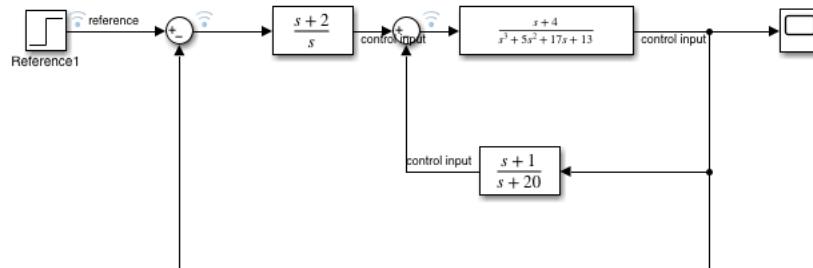 reference
+
−
s + 2
s
+
control input
s + 4
s³ + 5s² + 17s + 13
control input
Reference1
control input
s + 1
s + 20